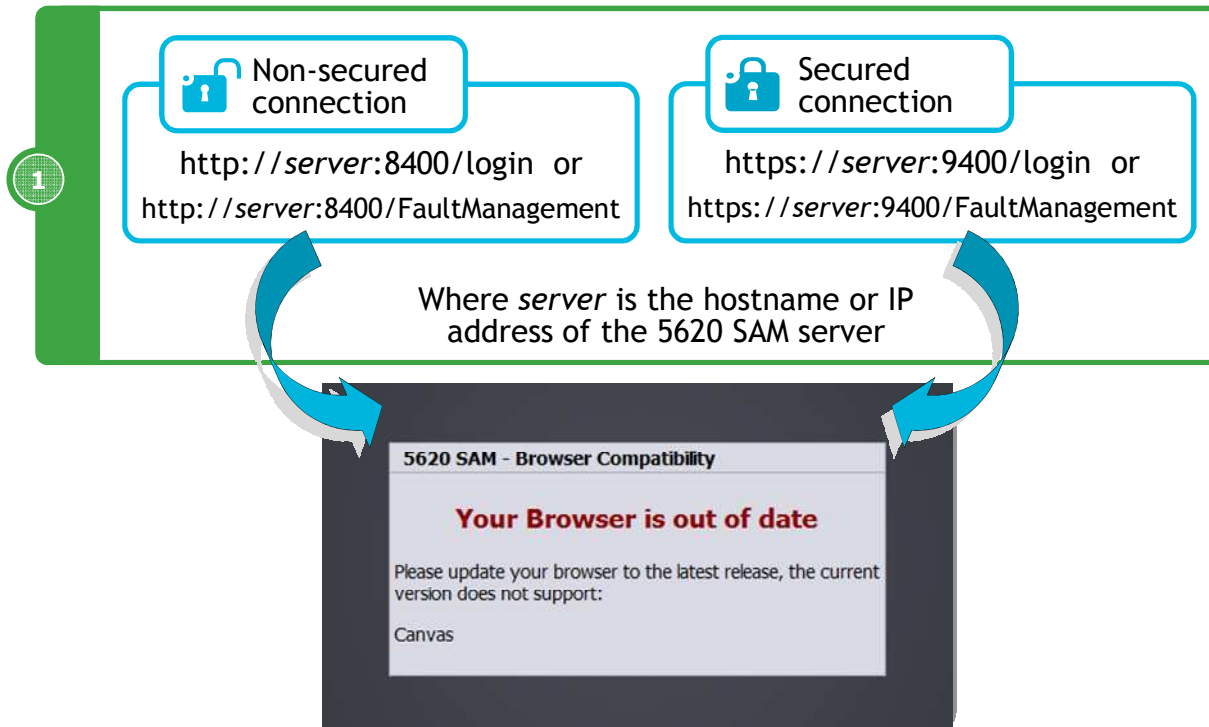 1
Non-secured
connection
http://server:8400/login or
http://server:8400/FaultManagement
Secured
connection
https://server:9400/login or
https://server:9400/FaultManagement
Where server is the hostname or IP
address of the 5620 SAM server
5620 SAM - Browser Compatibility
Your Browser is out of date
Please update your browser to the latest release, the current
version does not support:
Canvas